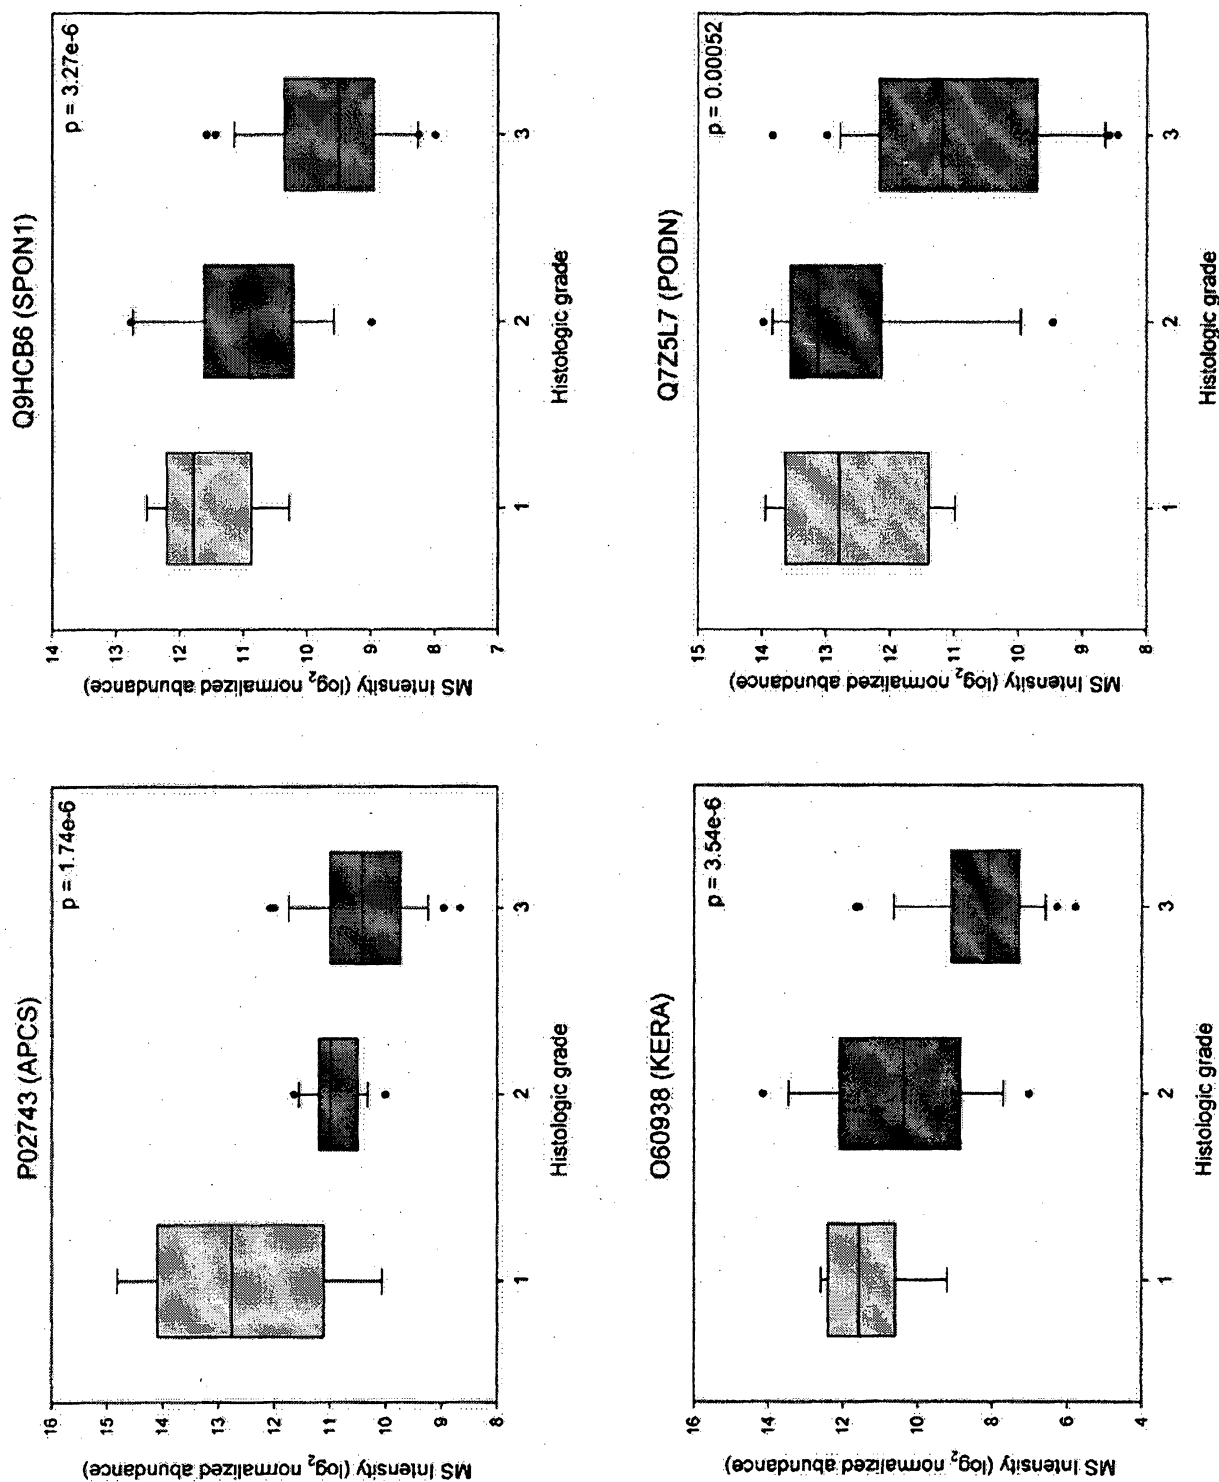 P02743 (APCS)
p = 1.74e-6
MS Intensity (log₂ normalized abundance)
15
14
13
12
11
10
9
8
1
2
3
Histologic grade
Q9HCB6 (SPON1)
p = 3.27e-6
MS Intensity (log₂ normalized abundance)
14
13
12
11
10
9
8
7
1
2
3
Histologic grade
O60938 (KERA)
p = 3.54e-6
MS Intensity (log₂ normalized abundance)
16
14
12
10
8
6
4
1
2
3
Histologic grade
Q7Z5L7 (PODN)
p = 0.00052
MS Intensity (log₂ normalized abundance)
15
14
13
12
11
10
9
8
1
2
3
Histologic grade